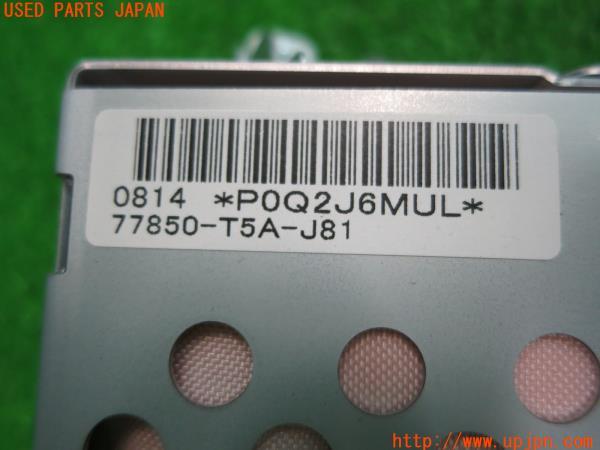 USED PARTS JAPAN
0814 *P0Q2J6MUL*
77850-T5A-J81
http://www.upjpn.com/